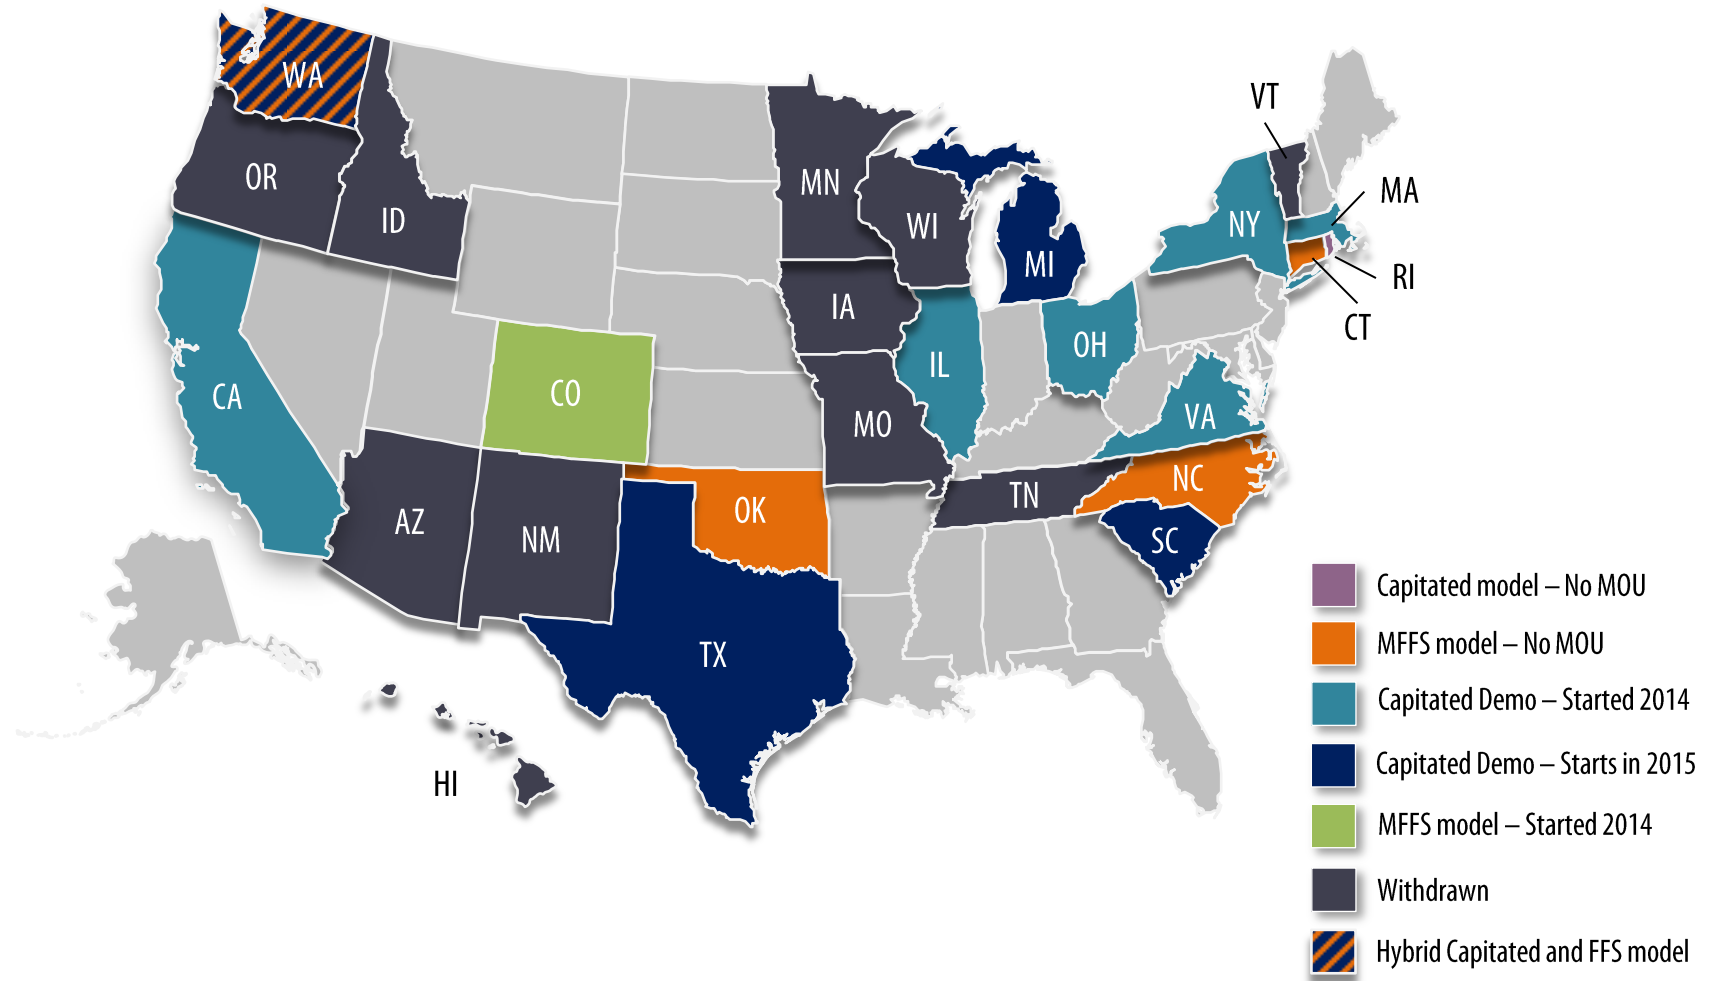 WA
VT
OR
MN
MA
ID
WI
NY
MI
RI
IA
CT
OH
IL
CO
CA
VA
MO
NC
TN
OK
AZ
NM
SC
TX
HI
Capitated model – No MOU
MFFS model – No MOU
Capitated Demo – Started 2014
Capitated Demo – Starts in 2015
MFFS model – Started 2014
Withdrawn
Hybrid Capitated and FFS model